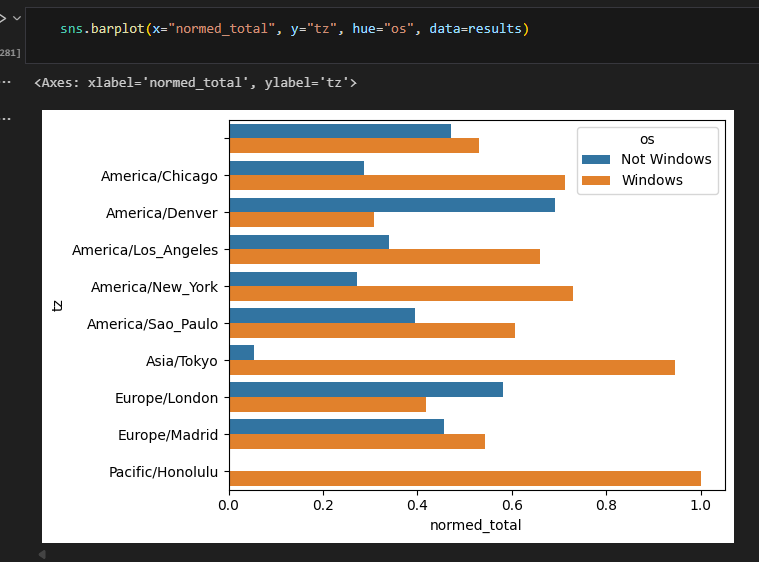 sns.barplot(x="normed_total", y="tz", hue="os", data=results)
281]
<Axes: xlabel='normed_total', ylabel='tz'>
os
Not Windows
Windows
America/Chicago
America/Denver
America/Los_Angeles
America/New_York
America/Sao_Paulo
Asia/Tokyo
Europe/London
Europe/Madrid
Pacific/Honolulu
tz
0.0 0.2 0.4 0.6 0.8 1.0
normed_total